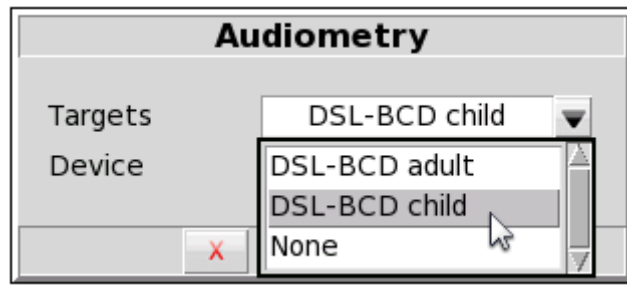 Audiometry
Targets DSL-BCD child
Device DSL-BCD adult
DSL-BCD child
X None